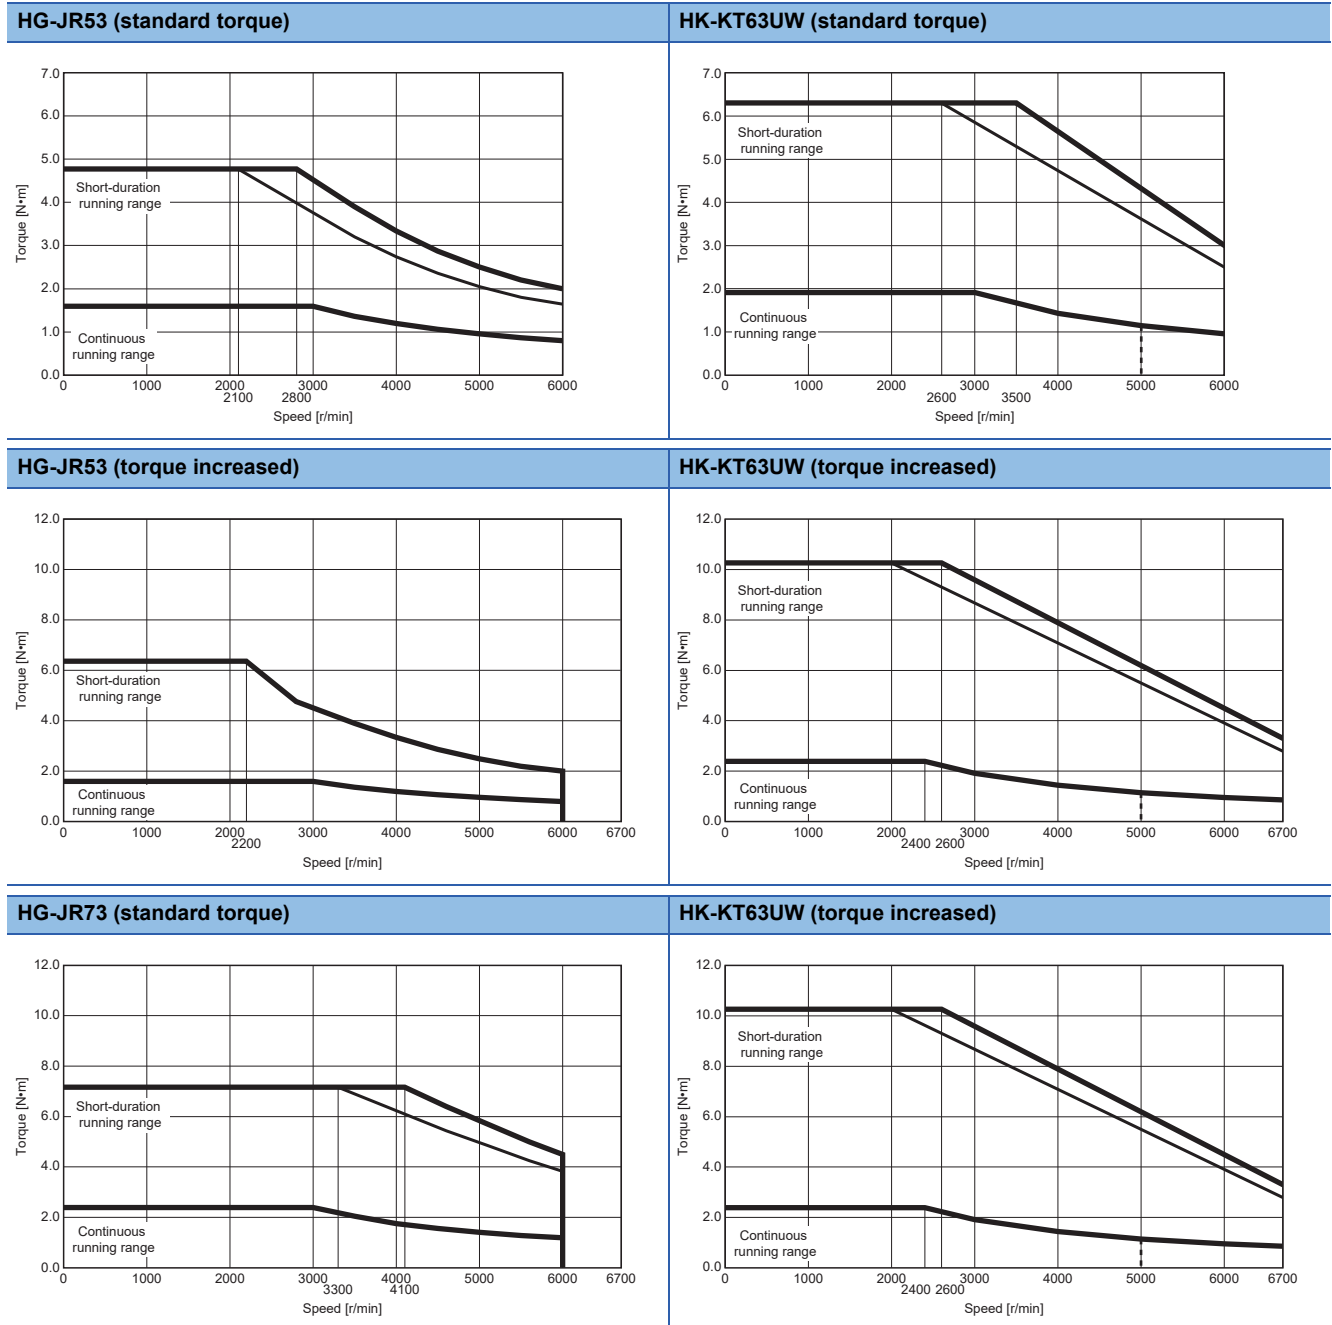 HG-JR53 (standard torque)
HK-KT63UW (standard torque)
7.0
6.0
5.0
4.0
3.0
2.0
1.0
0.0
Torque [N•m]
Short-duration
running range
Continuous
running range
0 1000 2000 3000 4000 5000 6000
2100 2800
Speed [r/min]
7.0
6.0
5.0
4.0
3.0
2.0
1.0
0.0
Torque [N•m]
Short-duration
running range
Continuous
running range
0 1000 2000 3000 4000 5000 6000
2600 3500
Speed [r/min]
HG-JR53 (torque increased)
HK-KT63UW (torque increased)
12.0
10.0
8.0
6.0
4.0
2.0
0.0
Torque [N•m]
Short-duration
running range
Continuous
running range
0 1000 2000 3000 4000 5000 6000 6700
2200
Speed [r/min]
12.0
10.0
8.0
6.0
4.0
2.0
0.0
Torque [N•m]
Short-duration
running range
Continuous
running range
0 1000 2000 3000 4000 5000 6000 6700
2400 2600
Speed [r/min]
HG-JR73 (standard torque)
HK-KT63UW (torque increased)
12.0
10.0
8.0
6.0
4.0
2.0
0.0
Torque [N•m]
Short-duration
running range
Continuous
running range
0 1000 2000 3000 4000 5000 6000 6700
3300 4100
Speed [r/min]
12.0
10.0
8.0
6.0
4.0
2.0
0.0
Torque [N•m]
Short-duration
running range
Continuous
running range
0 1000 2000 3000 4000 5000 6000 6700
2400 2600
Speed [r/min]